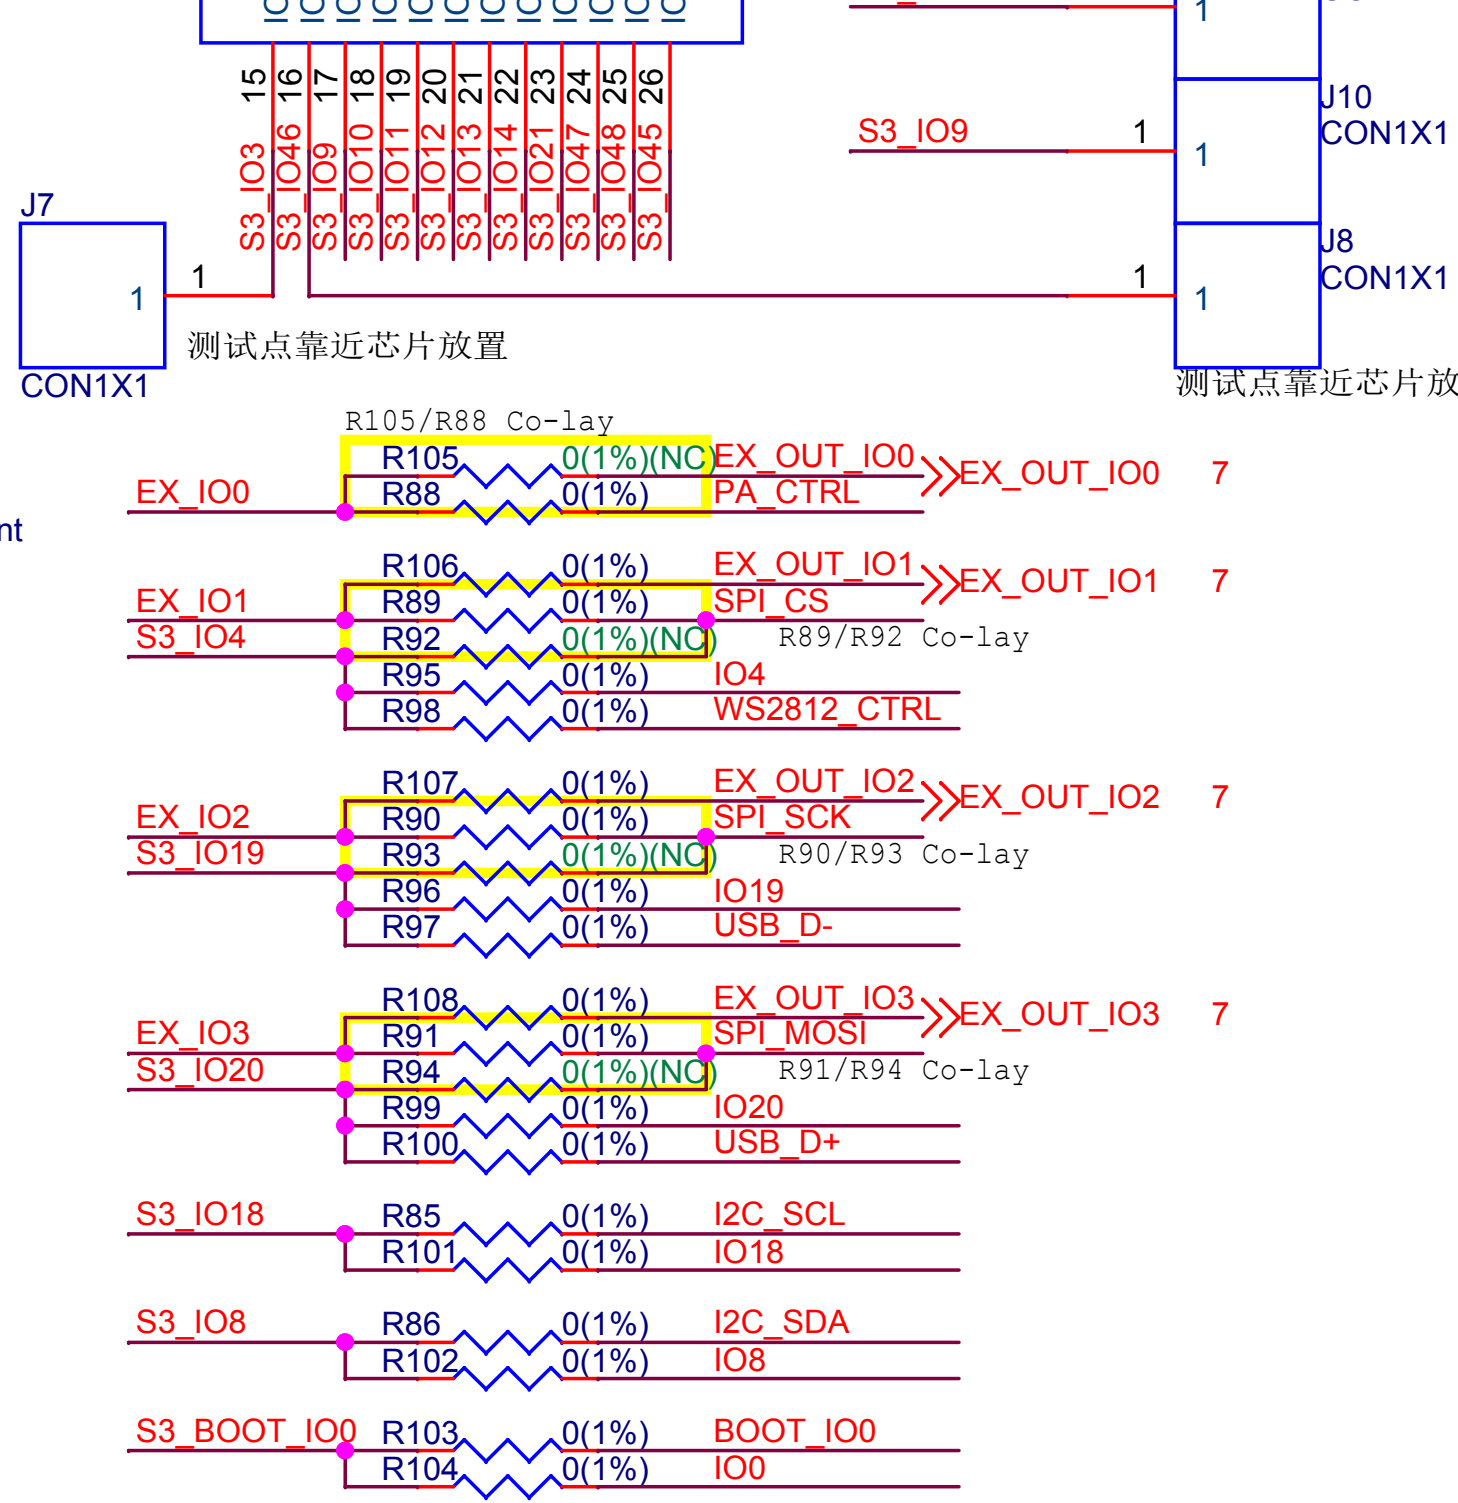 15 16 17 18 19 20 21 22 23 24 25 26
S3_IO3
S3_IO46
S3_IO9
S3_IO10
S3_IO11
S3_IO12
S3_IO13
S3_IO14
S3_IO21
S3_IO47
S3_IO48
S3_IO45
1
J10
CON1X1
S3_IO9 1 1
J7
1 1
CON1X1
测试点靠近芯片放置
J8
CON1X1
1 1
测试点靠近芯片放
R105/R88 Co-lay
R105 0(1%)(NC) EX_OUT_IO0 EX_OUT_IO0 7
EX_IO0 R88 0(1%) PA_CTRL
nt
R106 0(1%) EX_OUT_IO1 EX_OUT_IO1 7
EX_IO1 R89 0(1%) SPI_CS
S3_IO4 R92 0(1%)(NC) R89/R92 Co-lay
R95 0(1%) IO4
R98 0(1%) WS2812_CTRL
R107 0(1%) EX_OUT_IO2 EX_OUT_IO2 7
EX_IO2 R90 0(1%) SPI_SCK
S3_IO19 R93 0(1%)(NC) R90/R93 Co-lay
R96 0(1%) IO19
R97 0(1%) USB_D-
R108 0(1%) EX_OUT_IO3 EX_OUT_IO3 7
EX_IO3 R91 0(1%) SPI_MOSI
S3_IO20 R94 0(1%)(NC) R91/R94 Co-lay
R99 0(1%) IO20
R100 0(1%) USB_D+
S3_IO18 R85 0(1%) I2C_SCL
R101 0(1%) IO18
S3_IO8 R86 0(1%) I2C_SDA
R102 0(1%) IO8
S3_BOOT_IO0 R103 0(1%) BOOT_IO0
R104 0(1%) IO0